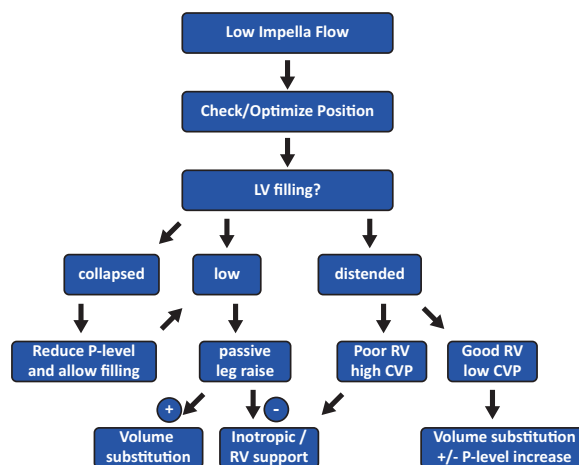 Low Impella Flow
Check/Optimize Position
LV filling?
collapsed
low
distended
Reduce P-level
and allow filling
passive
leg raise
Poor RV
high CVP
Good RV
low CVP
+
-
Volume
substitution
Inotropic /
RV support
Volume substitution
+/- P-level increase